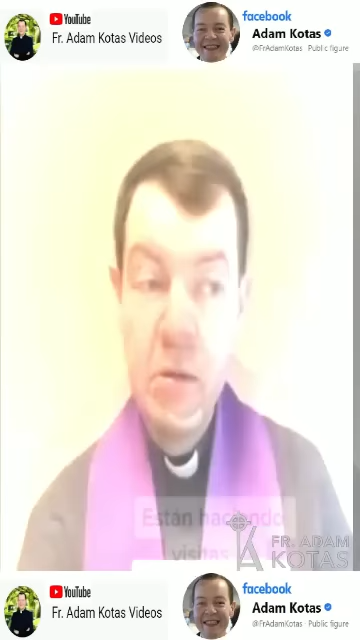 YouTube
Fr. Adam Kotas Videos
facebook
Adam Kotas
@FrAdamKotas · Public figure
Están haciendo
visitas
FR. ADAM
KOTAS
YouTube
Fr. Adam Kotas Videos
facebook
Adam Kotas
@FrAdamKotas · Public figure